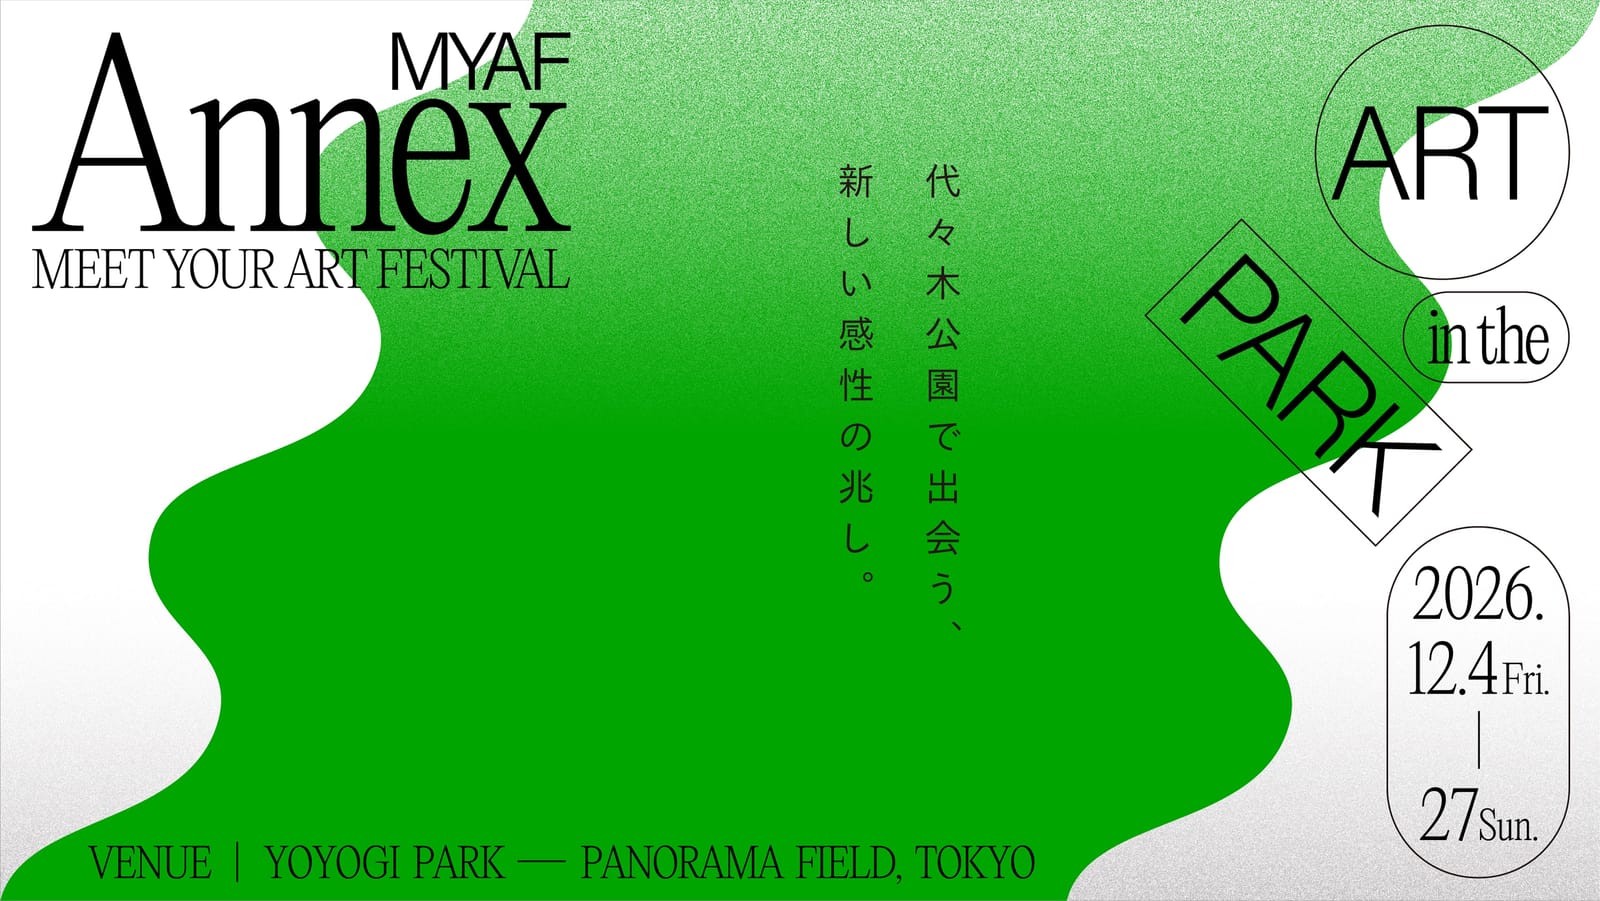 MYAF
Annex
MEET YOUR ART FESTIVAL
代々木公園で出会う、
新しい感性の兆し。
ART
in the
PARK
2026.
12.4 Fri.
|
27 Sun.
VENUE | YOYOGI PARK — PANORAMA FIELD, TOKYO